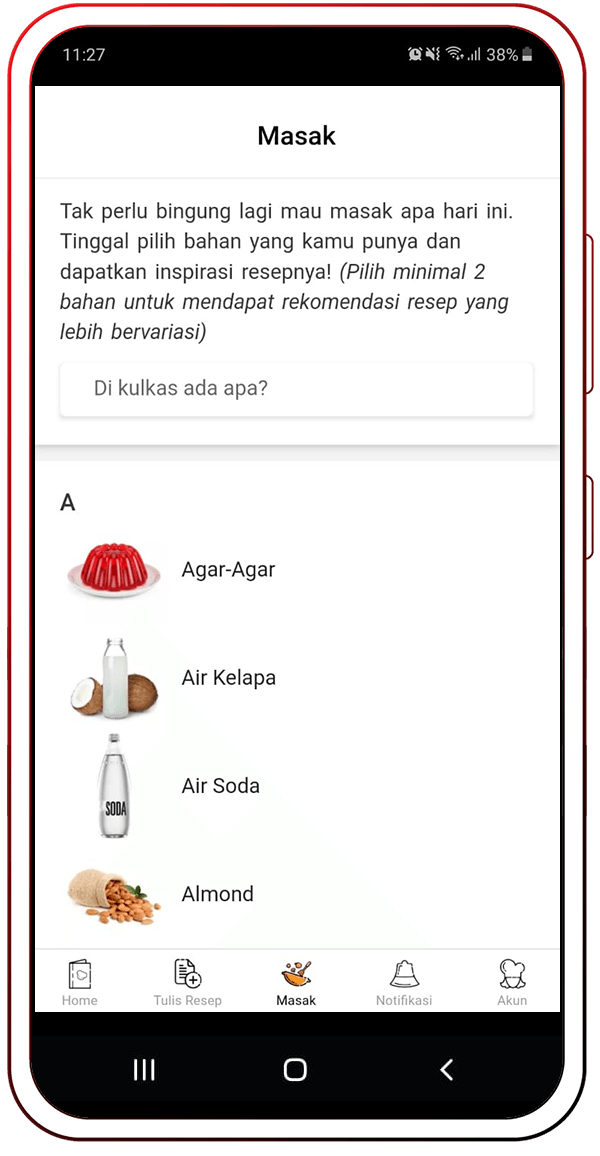 11:27
38%
Masak
Tak perlu bingung lagi mau masak apa hari ini.
Tinggal pilih bahan yang kamu punya dan
dapatkan inspirasi resepnya! (Pilih minimal 2
bahan untuk mendapat rekomendasi resep yang
lebih bervariasi)
Di kulkas ada apa?
A
Agar-Agar
Air Kelapa
SODA
Air Soda
Almond
Home
Tulis Resep
Masak
Notifikasi
Akun